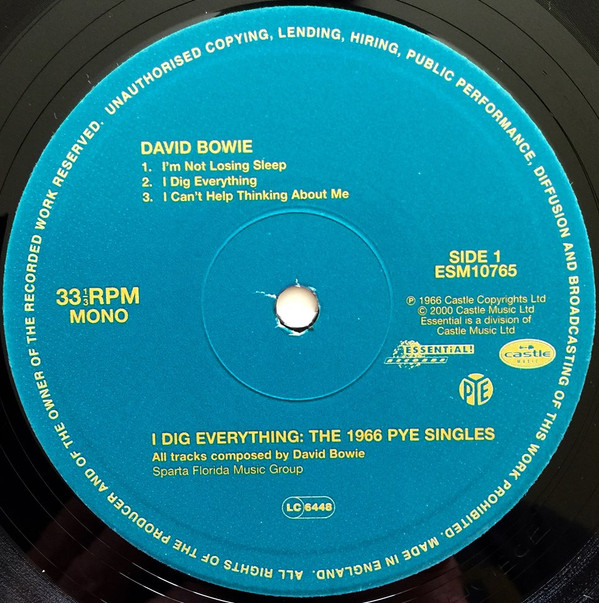 UNAUTHORISED COPYING, LENDING, HIRING, PUBLIC PERFORMANCE, DIFFUSION AND BROADCASTING OF THIS WORK PROHIBITED. MADE IN ENGLAND. ALL RIGHTS OF THE PRODUCER AND OF THE OWNER OF THE RECORDED WORK RESERVED.
DAVID BOWIE
1. I'm Not Losing Sleep
2. I Dig Everything
3. I Can't Help Thinking About Me
33⅓RPM
MONO
SIDE 1
ESM10765
℗ 1966 Castle Copyrights Ltd
© 2000 Castle Music Ltd
Essential is a division of
Castle Music Ltd
ESSENTIAL!
RECORDS
castle
MUSIC
PYE
I DIG EVERYTHING: THE 1966 PYE SINGLES
All tracks composed by David Bowie
Sparta Florida Music Group
LC 6448